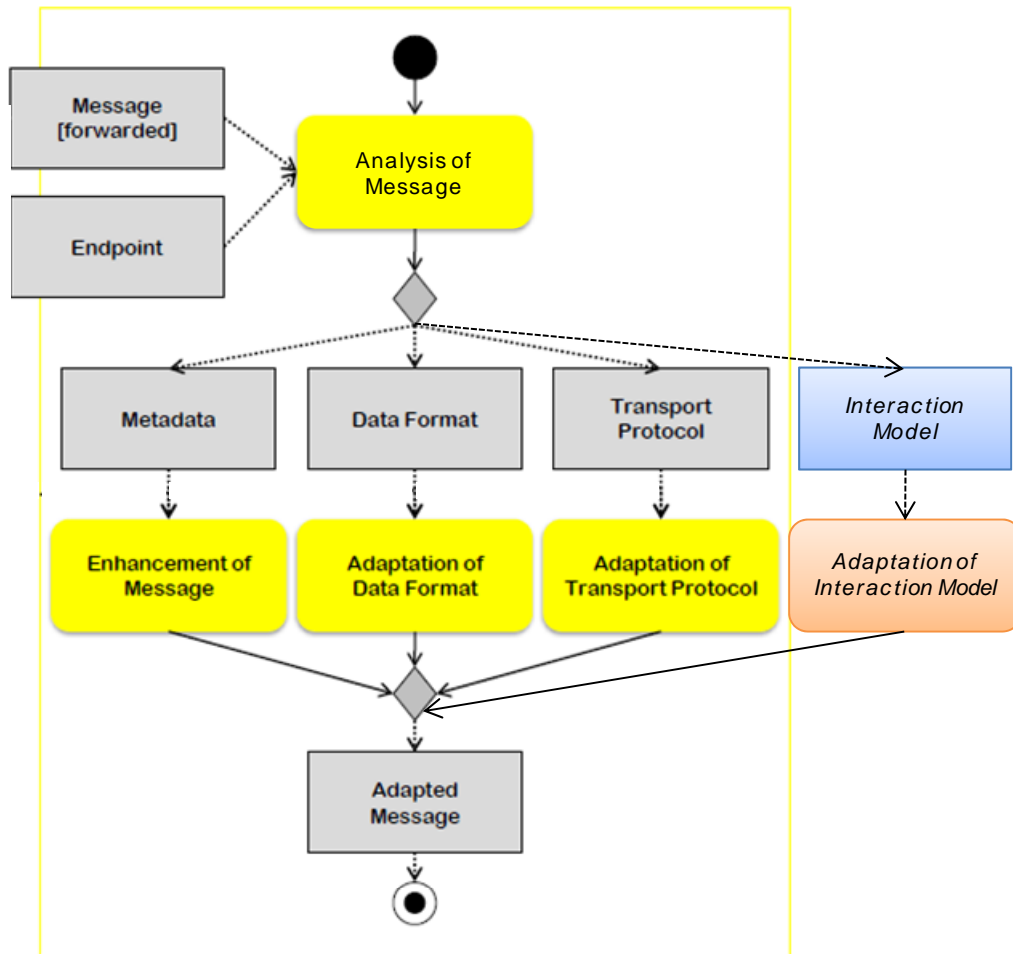 Message
[forwarded]
Analysis of
Message
Endpoint
Metadata
Data Format
Transport
Protocol
Interaction
Model
Enhancement of
Message
Adaptation of
Data Format
Adaptation of
Transport Protocol
Adaptation of
Interaction Model
Adapted
Message